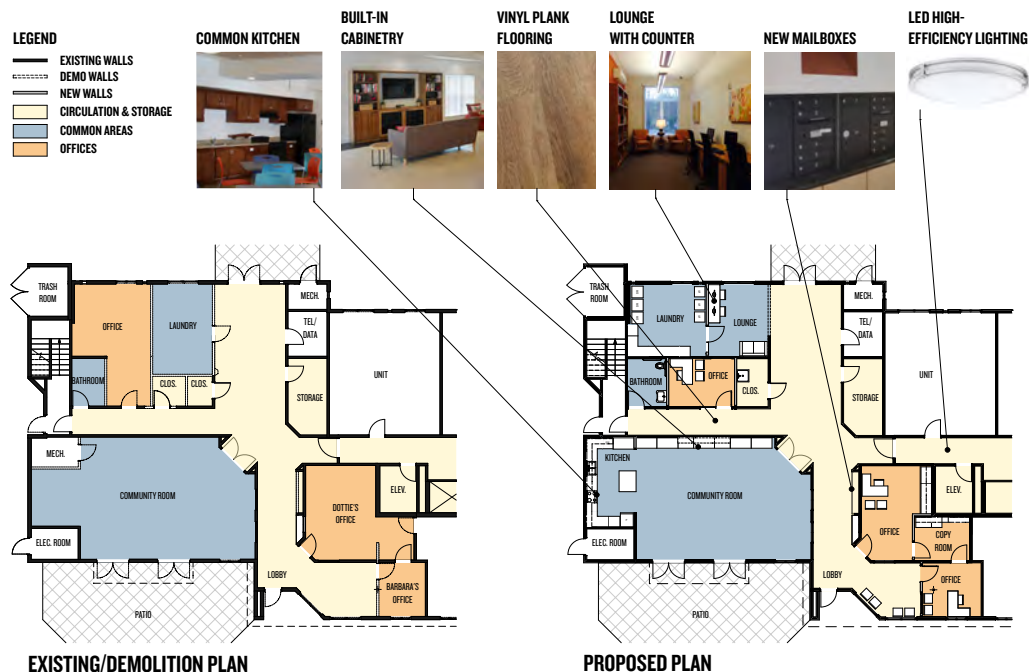 LEGEND
EXISTING WALLS
DEMO WALLS
NEW WALLS
CIRCULATION & STORAGE
COMMON AREAS
OFFICES
COMMON KITCHEN
BUILT-IN
CABINETRY
VINYL PLANK
FLOORING
LOUNGE
WITH COUNTER
NEW MAILBOXES
LED HIGH-
EFFICIENCY LIGHTING
TRASH
ROOM
OFFICE
LAUNDRY
MECH.
TEL/
DATA
UNIT
BATHROOM
CLOS.
CLOS.
STORAGE
MECH.
COMMUNITY ROOM
ELEV.
DOTTIE'S
OFFICE
ELEC. ROOM
LOBBY
BARBARA'S
OFFICE
PATIO
EXISTING/DEMOLITION PLAN
TRASH
ROOM
LAUNDRY
LOUNGE
MECH.
TEL/
DATA
UNIT
BATHROOM
OFFICE
CLOS.
STORAGE
KITCHEN
COMMUNITY ROOM
ELEV.
OFFICE
COPY
ROOM
ELEC. ROOM
LOBBY
OFFICE
PATIO
PROPOSED PLAN